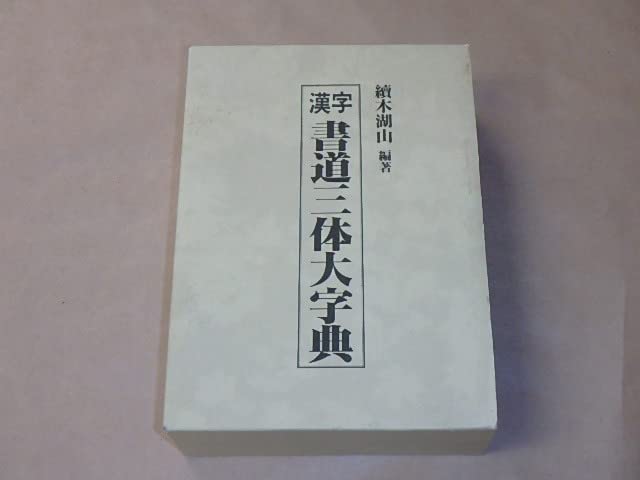 續木湖山 編著
漢字
書道三体大字典